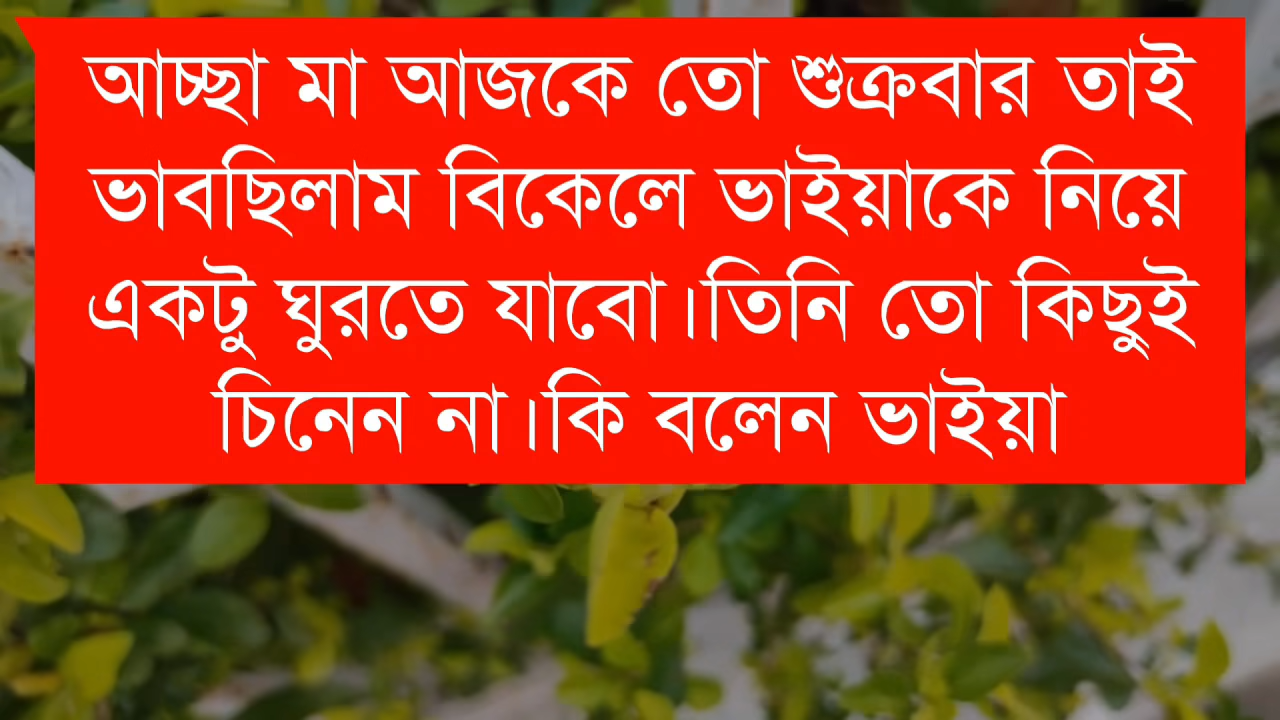 আচ্ছা মা আজকে তো শুক্রবার তাই
ভাবছিলাম বিকেলে ভাইয়াকে নিয়ে
একটু ঘুরতে যাবো।তিনি তো কিছুই
চিনেন না।কি বলেন ভাইয়া